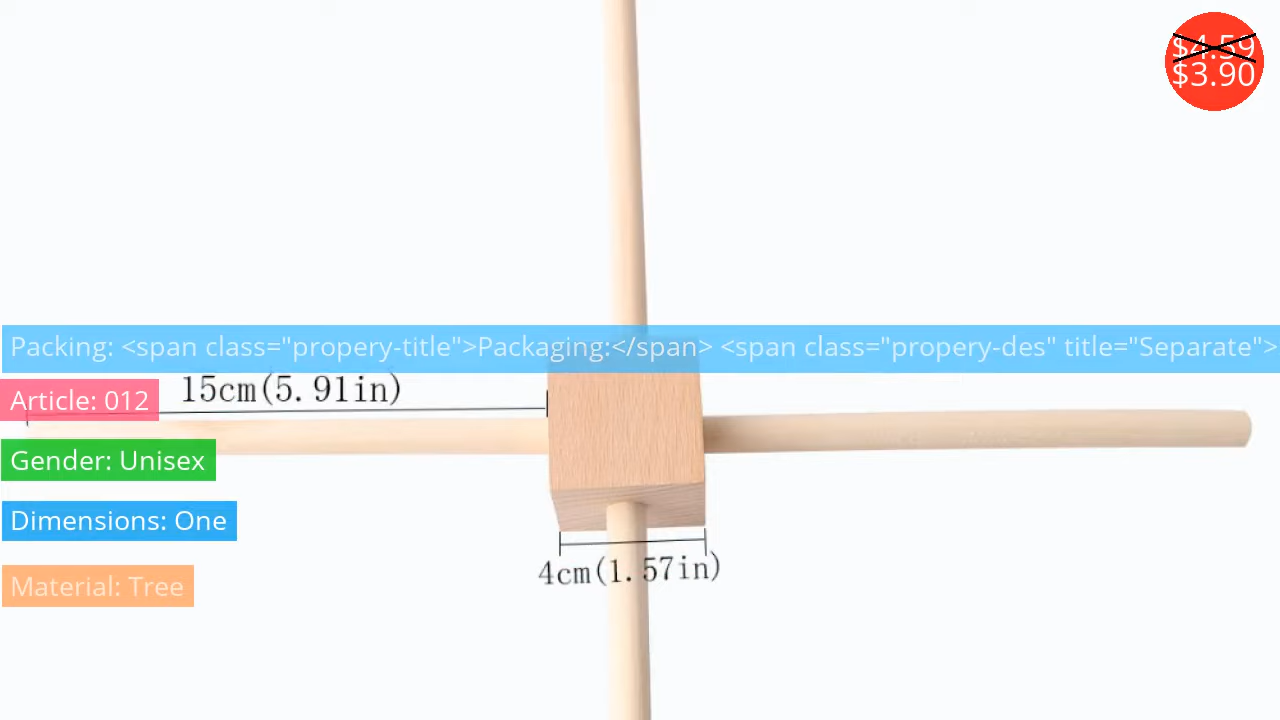 $4.59
$3.90
Packing: <span class="propery-title">Packaging:</span> <span class="propery-des" title="Separate">
15cm(5.91in)
Article: 012
Gender: Unisex
Dimensions: One
4cm(1.57in)
Material: Tree